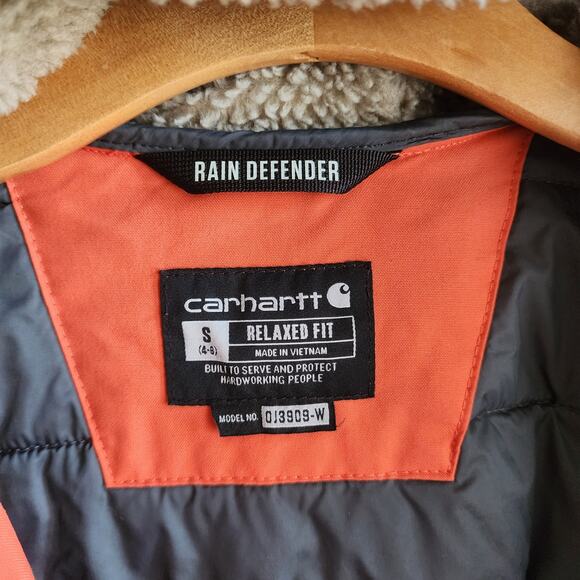 RAIN DEFENDER
carhartt
S RELAXED FIT
(4-6) MADE IN VIETNAM
BUILT TO SERVE AND PROTECT
HARDWORKING PEOPLE
MODEL NO. OJ3909-W